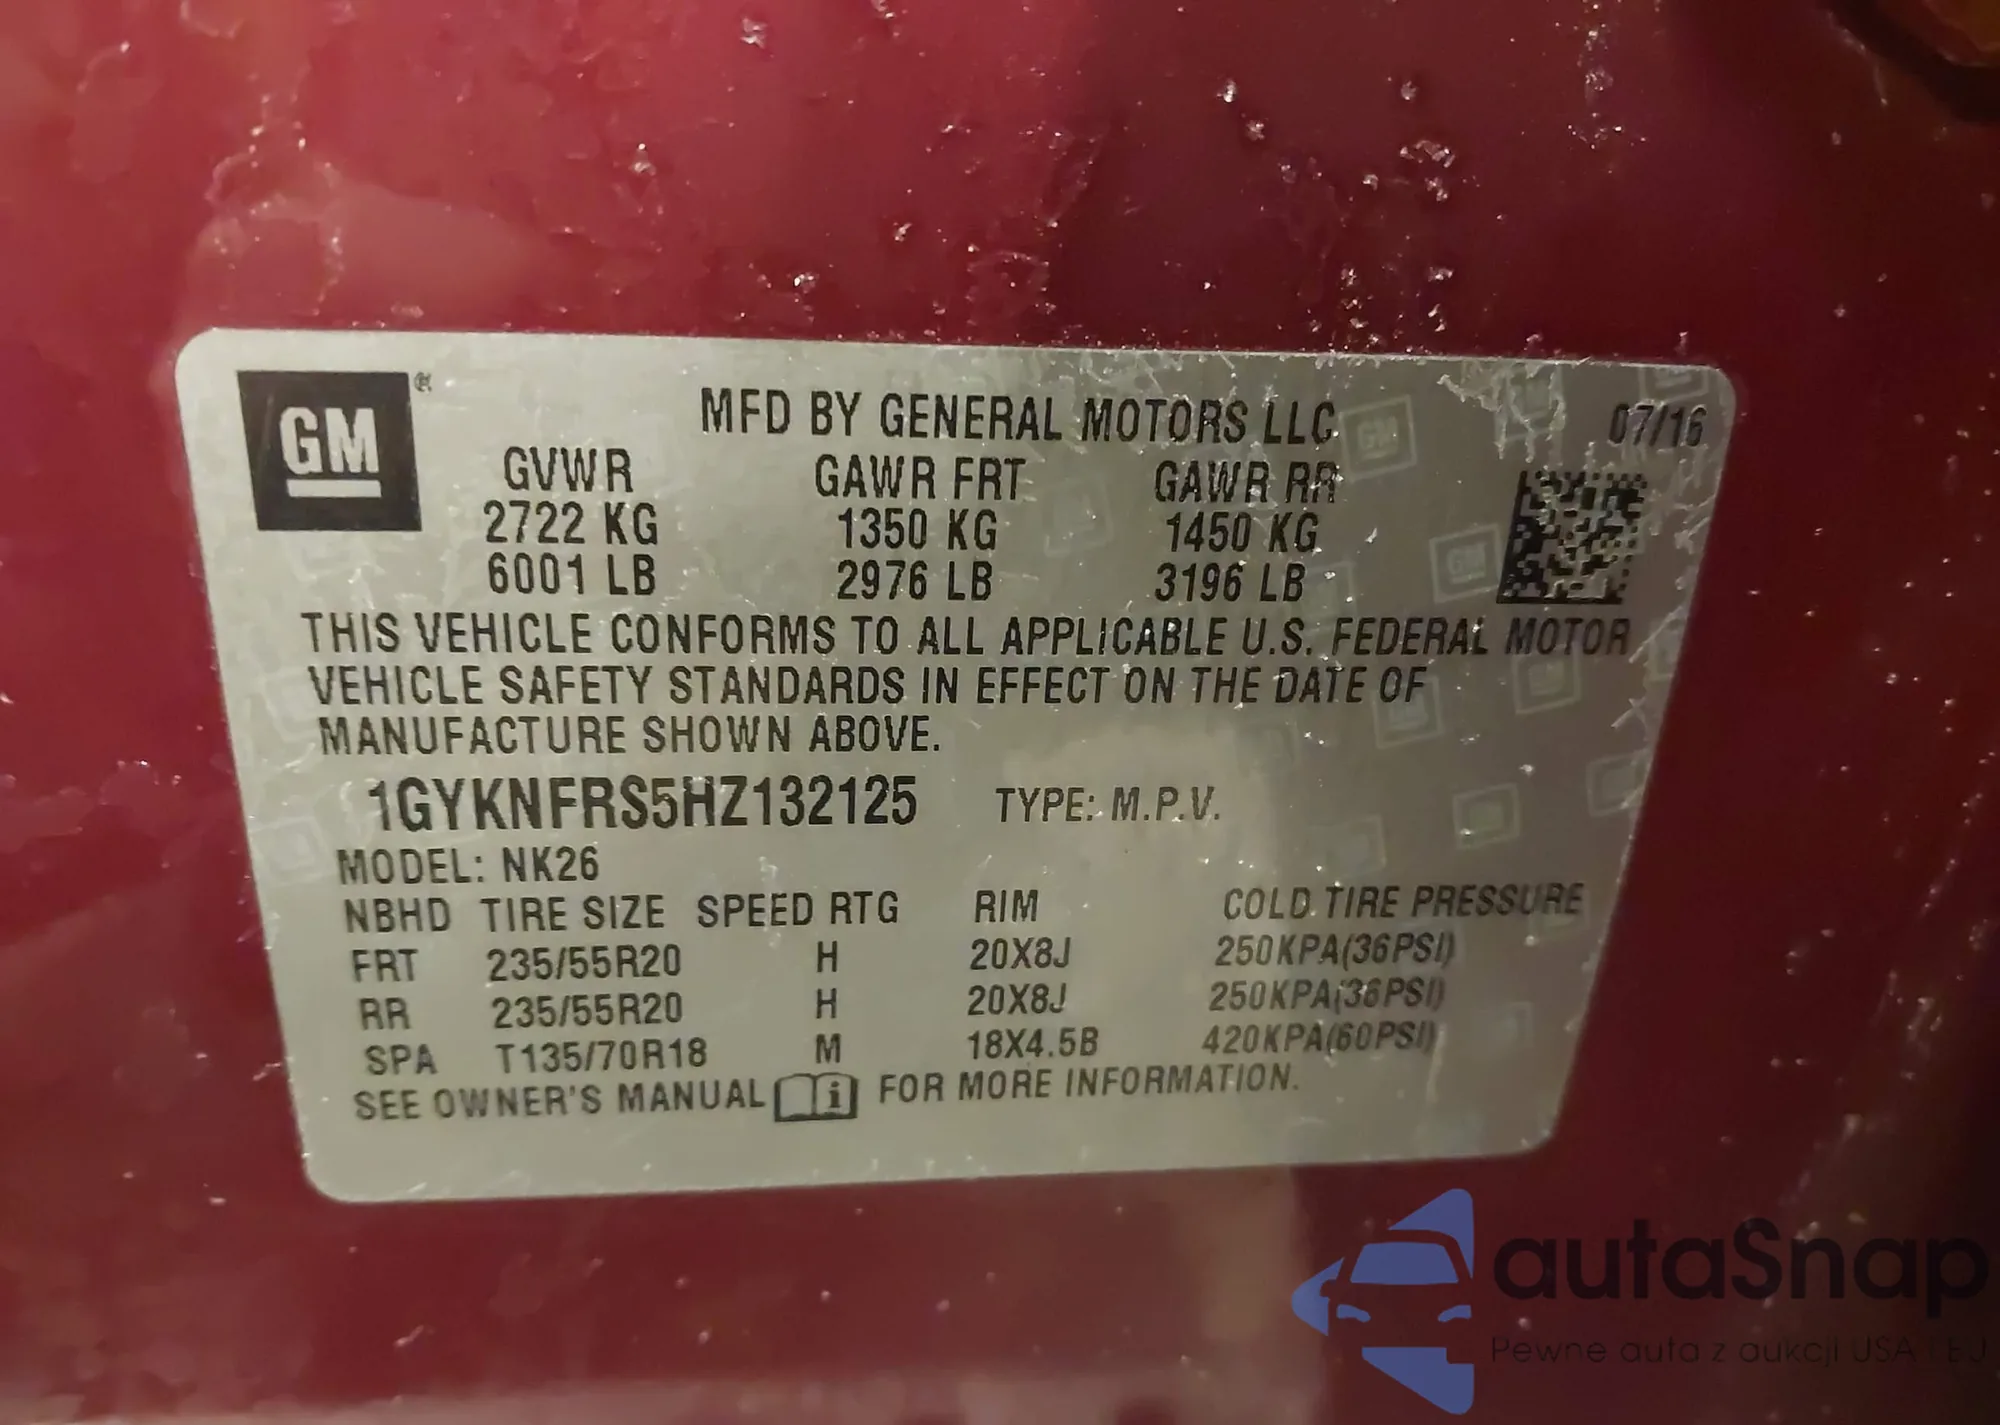 GM
MFD BY GENERAL MOTORS LLC 07/16
GVWR GAWR FRT GAWR RR
2722 KG 1350 KG 1450 KG
6001 LB 2976 LB 3196 LB
THIS VEHICLE CONFORMS TO ALL APPLICABLE U.S. FEDERAL MOTOR
VEHICLE SAFETY STANDARDS IN EFFECT ON THE DATE OF
MANUFACTURE SHOWN ABOVE.
1GYKNFRS5HZ132125 TYPE: M.P.V.
MODEL: NK26
NBHD TIRE SIZE SPEED RTG RIM COLD TIRE PRESSURE
FRT 235/55R20 H 20X8J 250KPA(36PSI)
RR 235/55R20 H 20X8J 250KPA(36PSI)
SPA T135/70R18 M 18X4.5B 420KPA(60PSI)
SEE OWNER'S MANUAL i FOR MORE INFORMATION.
autaSnap
Pewne auta z aukcji USA i EU